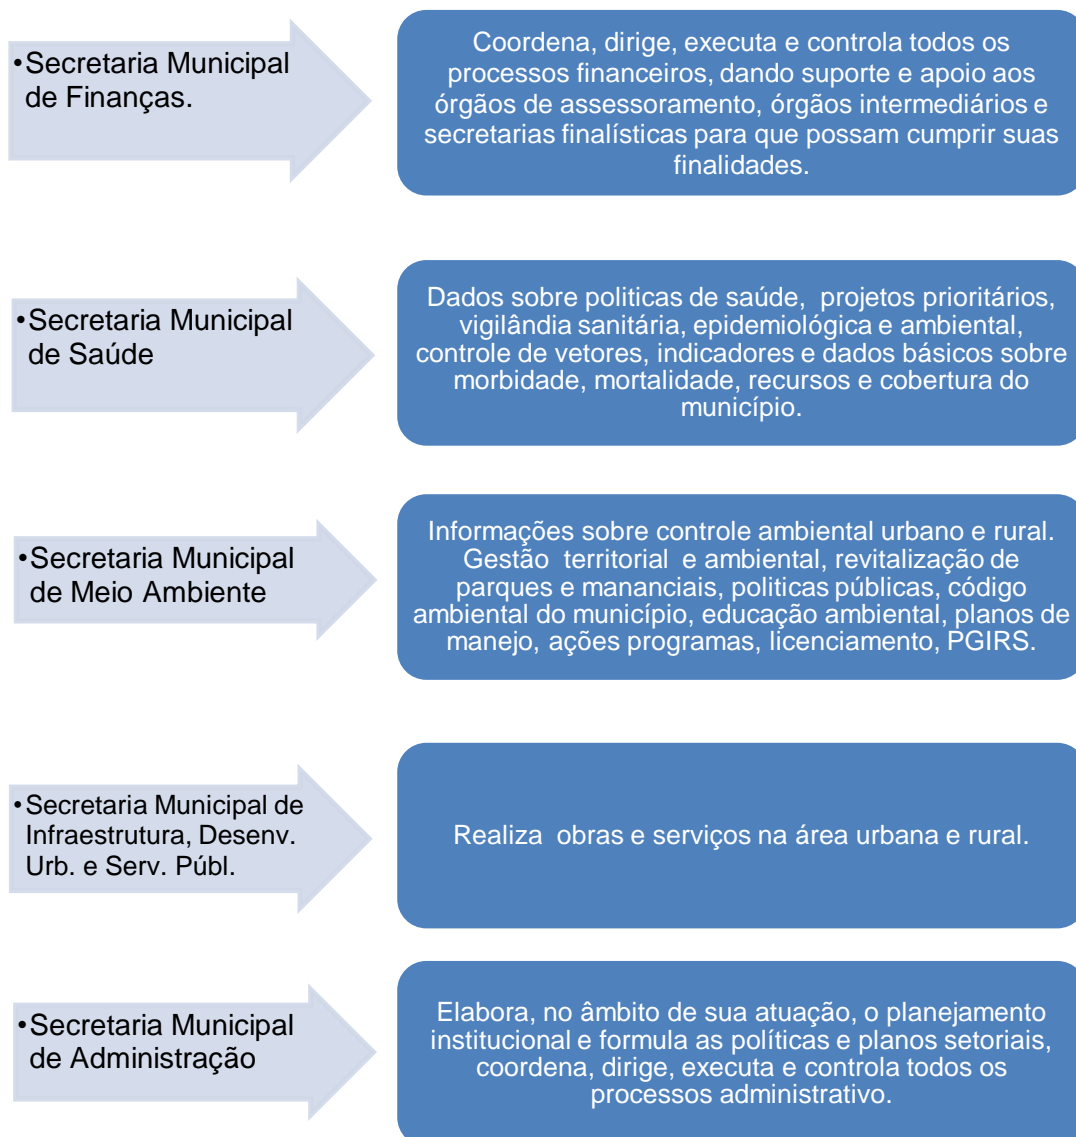 •Secretaria Municipal
de Finanças.
Coordena, dirige, executa e controla todos os
processos financeiros, dando suporte e apoio aos
órgãos de assessoramento, órgãos intermediários e
secretarias finalísticas para que possam cumprir suas
finalidades.
•Secretaria Municipal
de Saúde
Dados sobre politicas de saúde, projetos prioritários,
vigilândia sanitária, epidemiológica e ambiental,
controle de vetores, indicadores e dados básicos sobre
morbidade, mortalidade, recursos e cobertura do
município.
•Secretaria Municipal
de Meio Ambiente
Informações sobre controle ambiental urbano e rural.
Gestão territorial e ambiental, revitalização de
parques e mananciais, politicas públicas, código
ambiental do município, educação ambiental, planos de
manejo, ações programas, licenciamento, PGIRS.
•Secretaria Municipal de
Infraestrutura, Desenv.
Urb. e Serv. Públ.
Realiza obras e serviços na área urbana e rural.
•Secretaria Municipal
de Administração
Elabora, no âmbito de sua atuação, o planejamento
institucional e formula as políticas e planos setoriais,
coordena, dirige, executa e controla todos os
processos administrativo.